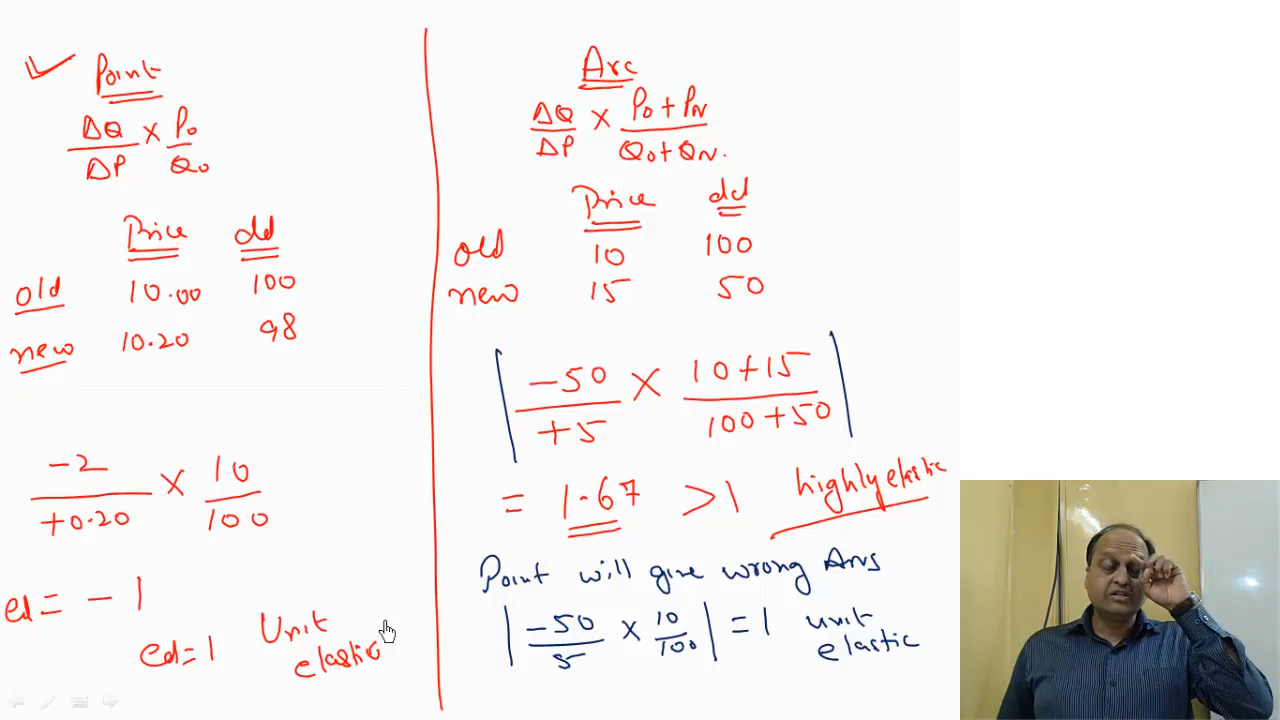 ✓ Point
ΔQ/ΔP × P0/Q0
Price dd
old 10.00 100
new 10.20 98
-2/+0.20 × 10/100
ed = -1
ed=1 Unit
elastic
Arc
ΔQ/ΔP × P0+PN/Q0+QN.
Price dd
old 10 100
new 15 50
|-50/+5 × 10+15/100+50|
= 1.67 >1 highly elastic
Point will give wrong Ans
|-50/5 × 10/100| = 1 unit
elastic